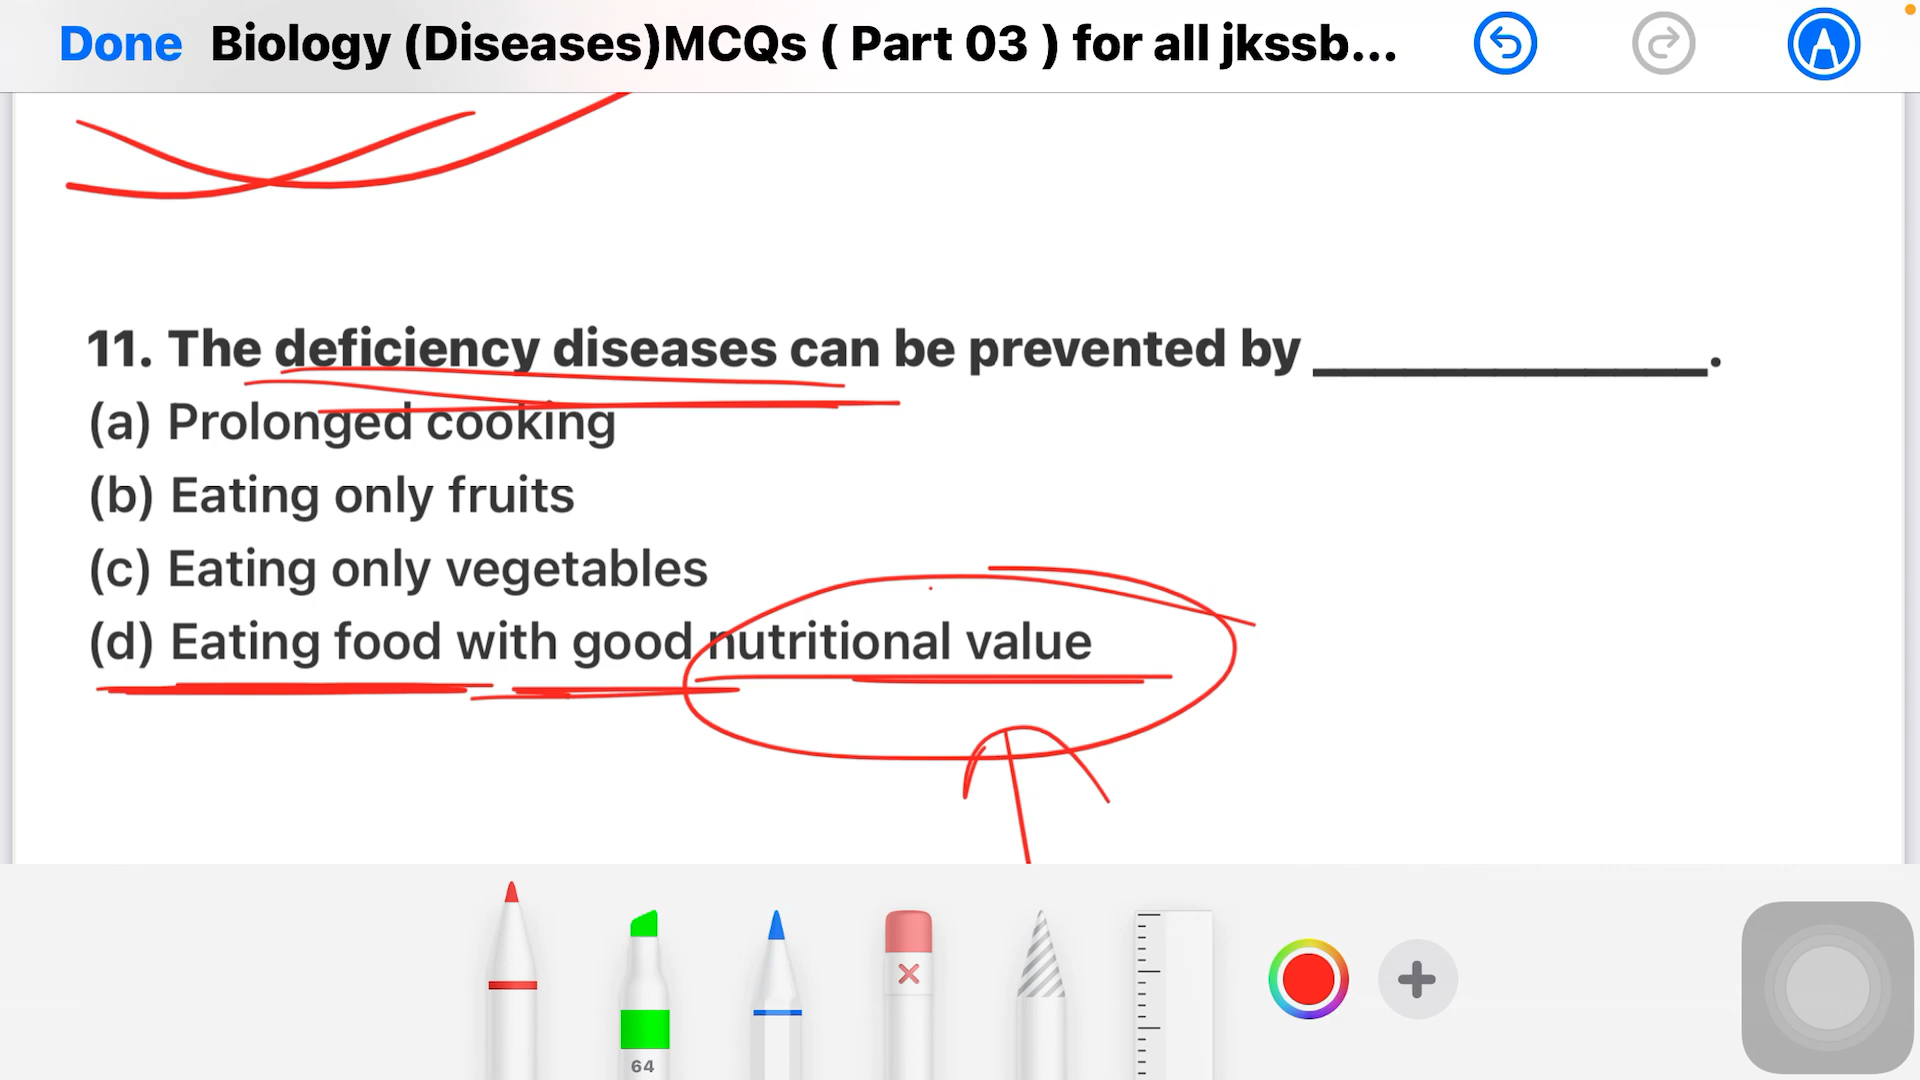 Done Biology (Diseases)MCQs ( Part 03 ) for all jkssb...
11. The deficiency diseases can be prevented by _____________.
(a) Prolonged cooking
(b) Eating only fruits
(c) Eating only vegetables
(d) Eating food with good nutritional value
64